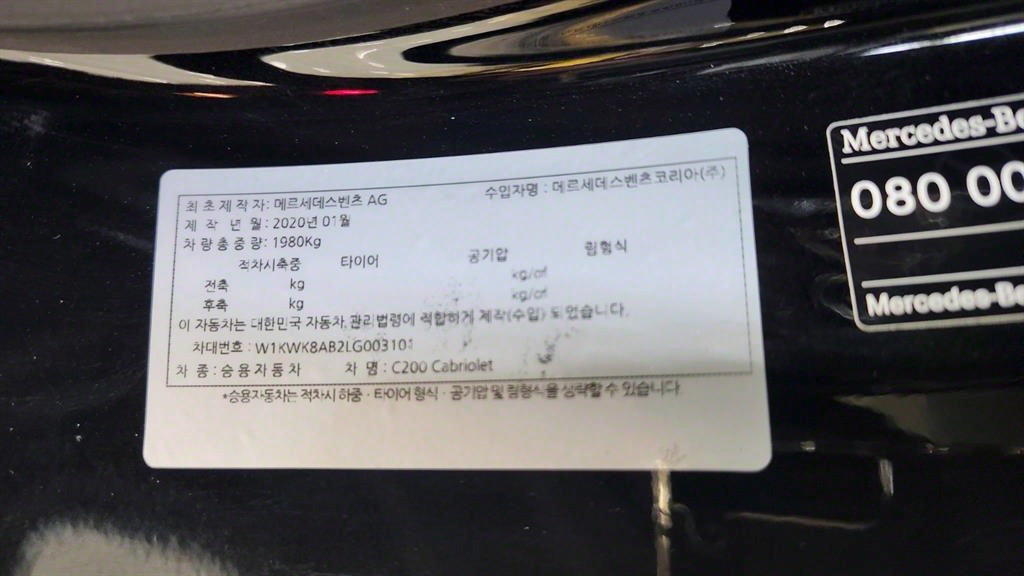 최초제작자: 메르세데스벤츠 AG 수입자명 : 메르세데스벤츠코리아(주)
제 작 년 월 : 2020년 01월
차량총중량: 1980Kg
적차시축중 타이어 공기압 림형식
전축 kg kg/㎠
후축 kg kg/㎠
이 자동차는 대한민국 자동차 관리법령에 적합하게 제작(수입) 되었습니다.
차대번호 : W1KWK8AB2LG003101
차 종 : 승용자동차 차 명 : C200 Cabriolet
*승용자동차는 적차시 하중 · 타이어 형식 · 공기압 및 림형식을 생략할 수 있습니다.
Mercedes-Be
080 00
Mercedes-Be